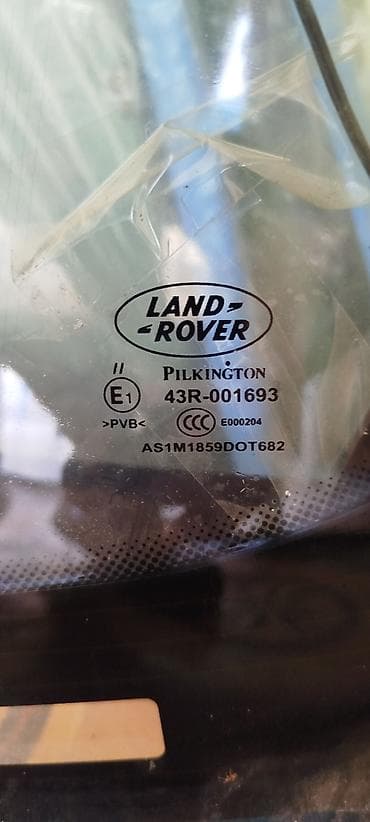 LAND-
-ROVER
PILKINGTON
II
E1
43R-001693
>PVB<
CCC
E000204
AS1M1859DOT682